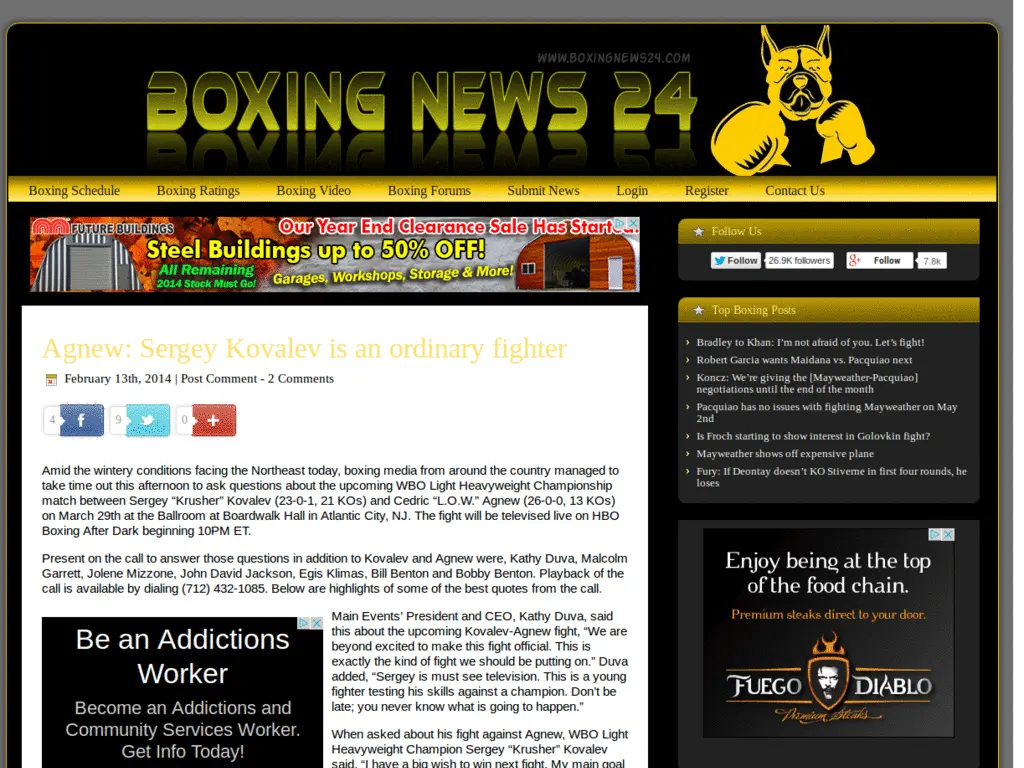 WWW.BOXINGNEWS24.COM
BOXING NEWS 24
Boxing Schedule Boxing Ratings Boxing Video Boxing Forums Submit News Login Register Contact Us
FUTURE BUILDINGS
Our Year End Clearance Sale Has Started.
Steel Buildings up to 50% OFF!
All Remaining
2014 Stock Must Go!
Garages, Workshops, Storage & More!
Agnew: Sergey Kovalev is an ordinary fighter
February 13th, 2014 | Post Comment - 2 Comments
4 f 9 0 +
Amid the wintery conditions facing the Northeast today, boxing media from around the country managed to
take time out this afternoon to ask questions about the upcoming WBO Light Heavyweight Championship
match between Sergey “Krusher” Kovalev (23-0-1, 21 KOs) and Cedric “L.O.W.” Agnew (26-0-0, 13 KOs)
on March 29th at the Ballroom at Boardwalk Hall in Atlantic City, NJ. The fight will be televised live on HBO
Boxing After Dark beginning 10PM ET.
Present on the call to answer those questions in addition to Kovalev and Agnew were, Kathy Duva, Malcolm
Garrett, Jolene Mizzone, John David Jackson, Egis Klimas, Bill Benton and Bobby Benton. Playback of the
call is available by dialing (712) 432-1085. Below are highlights of some of the best quotes from the call.
Be an Addictions
Worker
Become an Addictions and
Community Services Worker.
Get Info Today!
Main Events’ President and CEO, Kathy Duva, said
this about the upcoming Kovalev-Agnew fight, “We are
beyond excited to make this fight official. This is
exactly the kind of fight we should be putting on.” Duva
added, “Sergey is must see television. This is a young
fighter testing his skills against a champion. Don’t be
late; you never know what is going to happen.”
When asked about his fight against Agnew, WBO Light
Heavyweight Champion Sergey “Krusher” Kovalev
said, “I have a big wish to win next fight. My main goal
Follow Us
Follow 26.9K followers g+ Follow 7.8k
Top Boxing Posts
Bradley to Khan: I’m not afraid of you. Let’s fight!
Robert Garcia wants Maidana vs. Pacquiao next
Koncz: We’re giving the [Mayweather-Pacquiao]
negotiations until the end of the month
Pacquiao has no issues with fighting Mayweather on May
2nd
Is Froch starting to show interest in Golovkin fight?
Mayweather shows off expensive plane
Fury: If Deontay doesn’t KO Stiverne in first four rounds, he
loses
Enjoy being at the top
of the food chain.
Premium steaks direct to your door.
FUEGO DIABLO
Premium Steaks